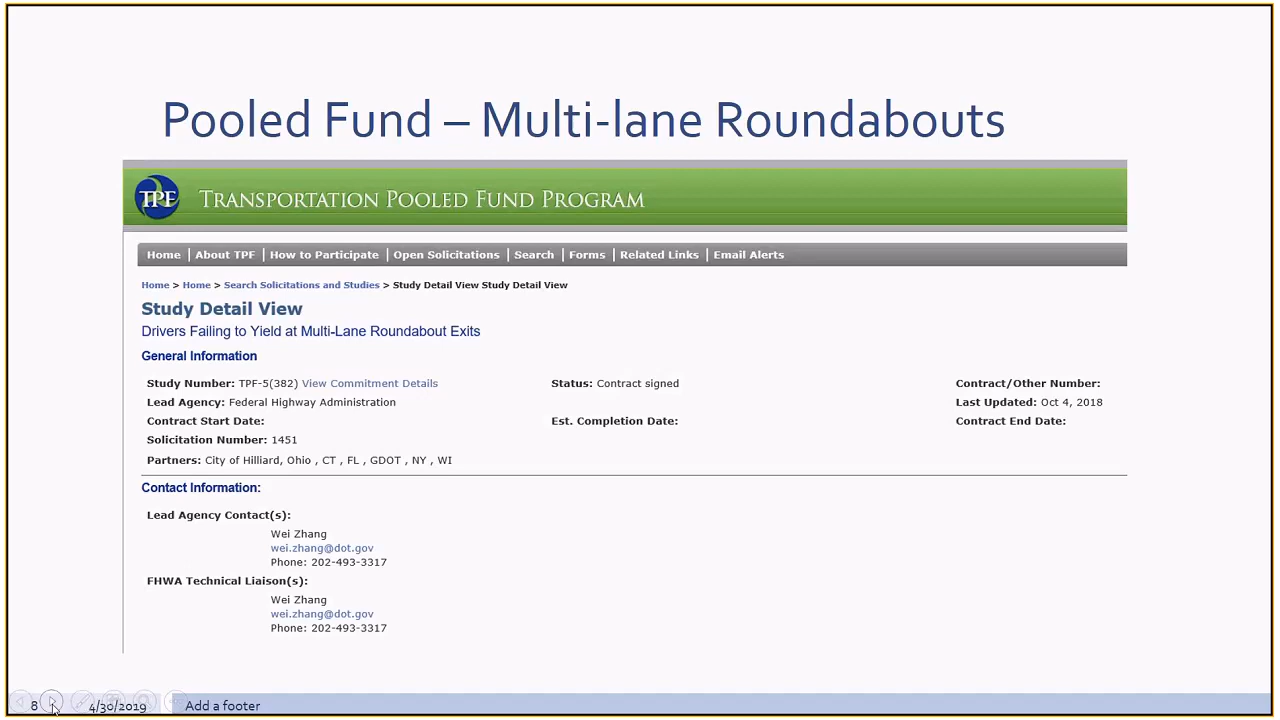 Pooled Fund – Multi-lane Roundabouts
TPF TRANSPORTATION POOLED FUND PROGRAM
Home | About TPF | How to Participate | Open Solicitations | Search | Forms | Related Links | Email Alerts
Home > Home > Search Solicitations and Studies > Study Detail View Study Detail View
Study Detail View
Drivers Failing to Yield at Multi-Lane Roundabout Exits
General Information
Study Number: TPF-5(382) View Commitment Details Status: Contract signed Contract/Other Number:
Lead Agency: Federal Highway Administration Last Updated: Oct 4, 2018
Contract Start Date: Est. Completion Date: Contract End Date:
Solicitation Number: 1451
Partners: City of Hilliard, Ohio , CT , FL , GDOT , NY , WI
Contact Information:
Lead Agency Contact(s):
Wei Zhang
wei.zhang@dot.gov
Phone: 202-493-3317
FHWA Technical Liaison(s):
Wei Zhang
wei.zhang@dot.gov
Phone: 202-493-3317
8 4/30/2019 Add a footer